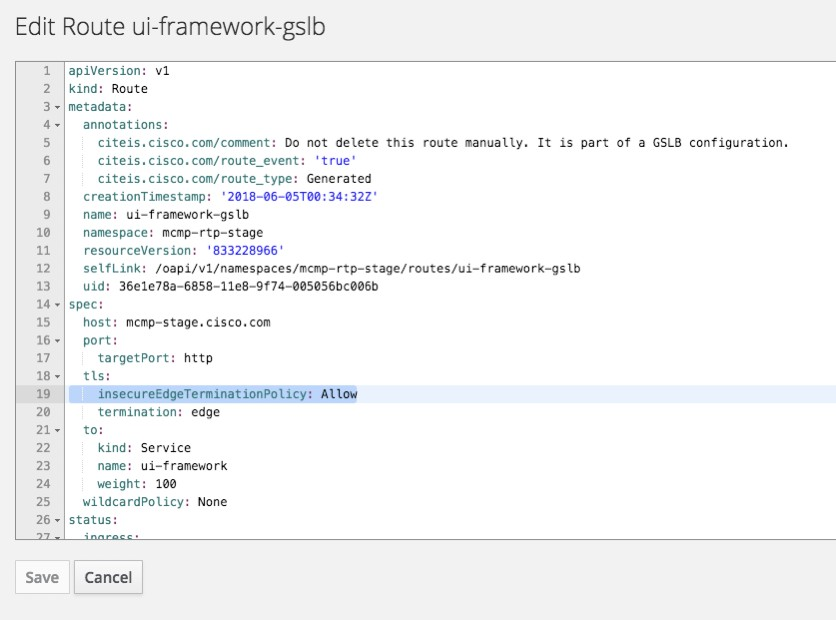 Edit Route ui-framework-gslb
1 apiVersion: v1
2 kind: Route
3 metadata:
4 annotations:
5 citeis.cisco.com/comment: Do not delete this route manually. It is part of a GSLB configuration.
6 citeis.cisco.com/route_event: 'true'
7 citeis.cisco.com/route_type: Generated
8 creationTimestamp: '2018-06-05T00:34:32Z'
9 name: ui-framework-gslb
10 namespace: mcmp-rtp-stage
11 resourceVersion: '833228966'
12 selfLink: /oapi/v1/namespaces/mcmp-rtp-stage/routes/ui-framework-gslb
13 uid: 36e1e78a-6858-11e8-9f74-005056bc006b
14 spec:
15 host: mcmp-stage.cisco.com
16 port:
17 targetPort: http
18 tls:
19 insecureEdgeTerminationPolicy: Allow
20 termination: edge
21 to:
22 kind: Service
23 name: ui-framework
24 weight: 100
25 wildcardPolicy: None
26 status:
27 ingress:
Save Cancel